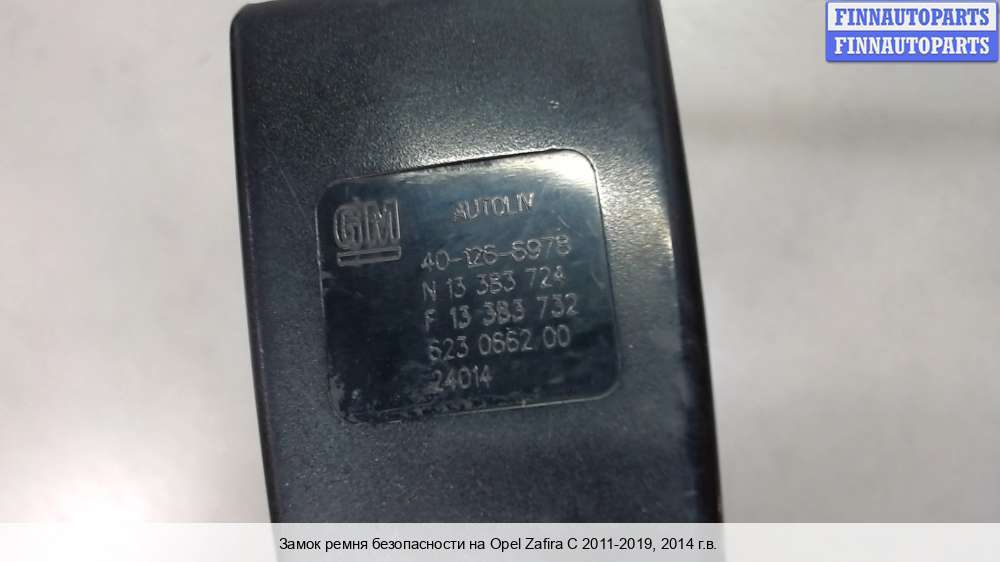 FINNAUTOPARTS
FINNAUTOPARTS
GM
AUTOLIV
40-126-6978
N 13 383 724
F 13 383 732
623 0662 00
24014
Замок ремня безопасности на Opel Zafira C 2011-2019, 2014 г.в.